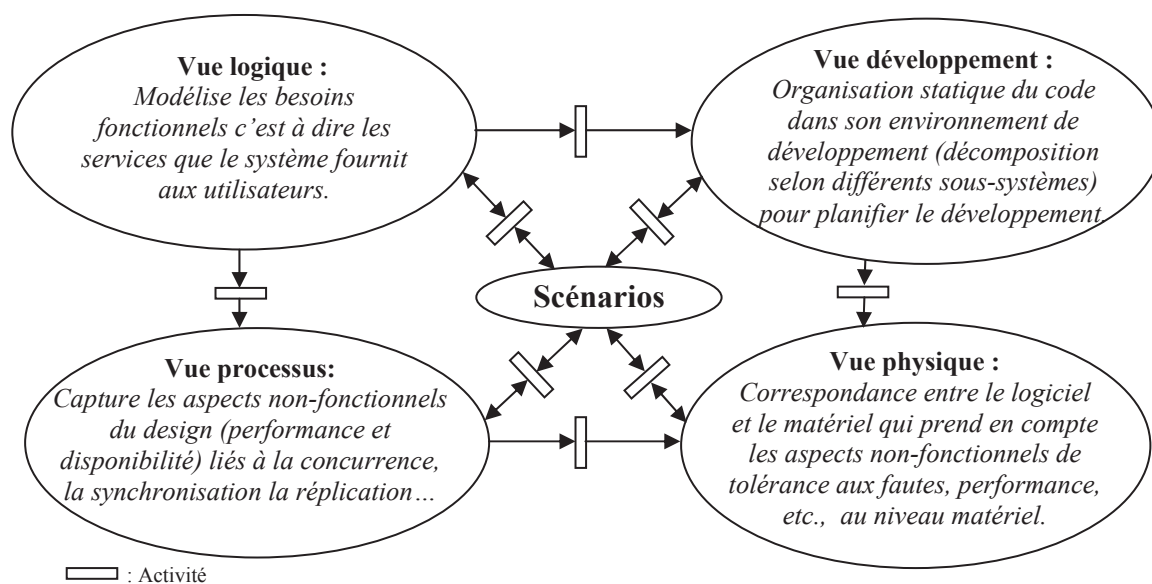 Vue logique :
Modélise les besoins
fonctionnels c’est à dire les
services que le système fournit
aux utilisateurs.
Vue développement :
Organisation statique du code
dans son environnement de
développement (décomposition
selon différents sous-systèmes)
pour planifier le développement
Scénarios
Vue processus:
Capture les aspects non-fonctionnels
du design (performance et
disponibilité) liés à la concurrence,
la synchronisation la réplication…
Vue physique :
Correspondance entre le logiciel
et le matériel qui prend en compte
les aspects non-fonctionnels de
tolérance aux fautes, performance,
etc., au niveau matériel.
: Activité